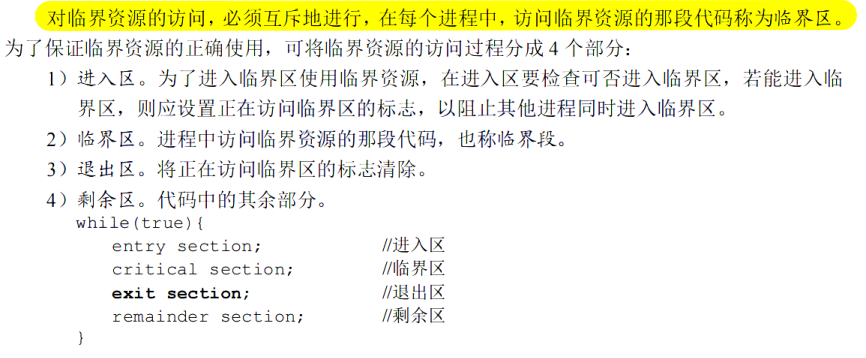 对临界资源的访问，必须互斥地进行，在每个进程中，访问临界资源的那段代码称为临界区。
为了保证临界资源的正确使用，可将临界资源的访问过程分成 4 个部分：
1）进入区。为了进入临界区使用临界资源，在进入区要检查可否进入临界区，若能进入临
界区，则应设置正在访问临界区的标志，以阻止其他进程同时进入临界区。
2）临界区。进程中访问临界资源的那段代码，也称临界段。
3）退出区。将正在访问临界区的标志清除。
4）剩余区。代码中的其余部分。
while(true){
entry section; //进入区
critical section; //临界区
exit section; //退出区
remainder section; //剩余区
}